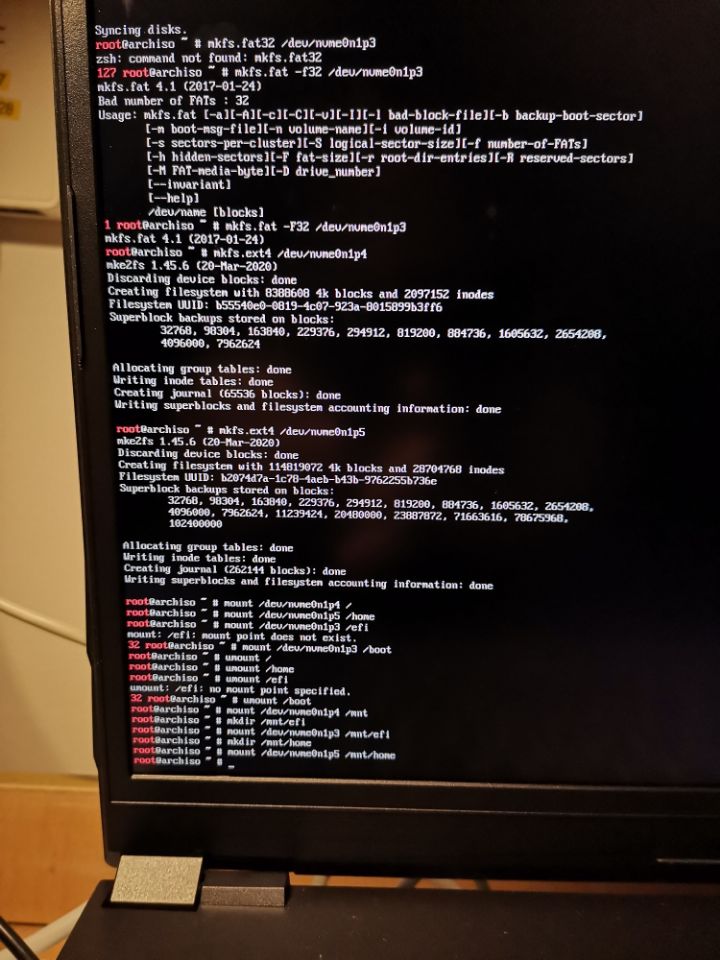 Syncing disks.
root@archiso ~ # mkfs.fat32 /dev/nvme0n1p3
zsh: command not found: mkfs.fat32
127 root@archiso ~ # mkfs.fat -f32 /dev/nvme0n1p3
mkfs.fat 4.1 (2017-01-24)
Bad number of FATs : 32
Usage: mkfs.fat [-a][-A][-c][-C][-v][-I][-l bad-block-file][-b backup-boot-sector]
[-m boot-msg-file][-n volume-name][-i volume-id]
[-s sectors-per-cluster][-S logical-sector-size][-f number-of-FATs]
[-h hidden-sectors][-F fat-size][-r root-dir-entries][-R reserved-sectors]
[-M FAT-media-byte][-D drive_number]
[--invariant]
[--help]
/dev/name [blocks]
1 root@archiso ~ # mkfs.fat -F32 /dev/nvme0n1p3
mkfs.fat 4.1 (2017-01-24)
root@archiso ~ # mkfs.ext4 /dev/nvme0n1p4
mke2fs 1.45.6 (20-Mar-2020)
Discarding device blocks: done
Creating filesystem with 8388608 4k blocks and 2097152 inodes
Filesystem UUID: b55540e0-0819-4c07-923a-8015899b3ff6
Superblock backups stored on blocks:
32768, 98304, 163840, 229376, 294912, 819200, 884736, 1605632, 2654208,
4096000, 7962624
Allocating group tables: done
Writing inode tables: done
Creating journal (65536 blocks): done
Writing superblocks and filesystem accounting information: done
root@archiso ~ # mkfs.ext4 /dev/nvme0n1p5
mke2fs 1.45.6 (20-Mar-2020)
Discarding device blocks: done
Creating filesystem with 114819072 4k blocks and 28704768 inodes
Filesystem UUID: b2074d7a-1c78-4aeb-b43b-9762255b736e
Superblock backups stored on blocks:
32768, 98304, 163840, 229376, 294912, 819200, 884736, 1605632, 2654208,
4096000, 7962624, 11239424, 20480000, 23887872, 71663616, 78675968,
102400000
Allocating group tables: done
Writing inode tables: done
Creating journal (262144 blocks): done
Writing superblocks and filesystem accounting information: done
root@archiso ~ # mount /dev/nvme0n1p4 /
root@archiso ~ # mount /dev/nvme0n1p5 /home
root@archiso ~ # mount /dev/nvme0n1p3 /efi
mount: /efi: mount point does not exist.
32 root@archiso ~ # mount /dev/nvme0n1p3 /boot
root@archiso ~ # umount /
root@archiso ~ # umount /home
root@archiso ~ # umount /efi
umount: /efi: no mount point specified.
32 root@archiso ~ # umount /boot
root@archiso ~ # mount /dev/nvme0n1p4 /mnt
root@archiso ~ # mkdir /mnt/efi
root@archiso ~ # mount /dev/nvme0n1p3 /mnt/efi
root@archiso ~ # mkdir /mnt/home
root@archiso ~ # mount /dev/nvme0n1p5 /mnt/home
root@archiso ~ # _